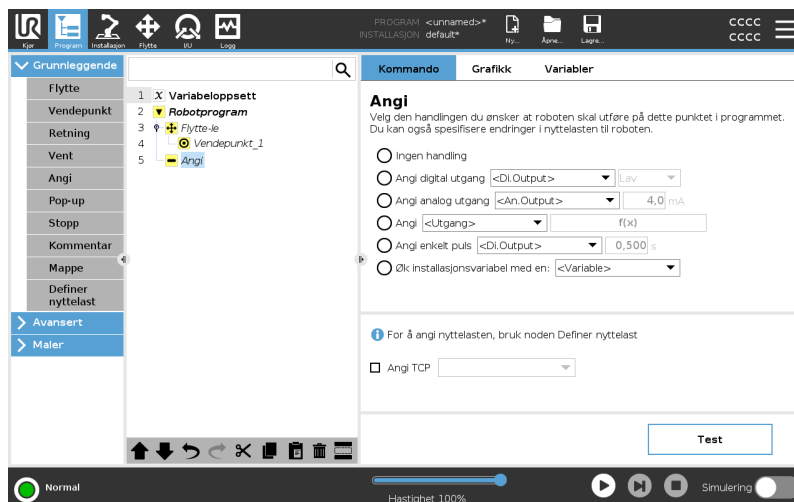 UR
Kjør
Program
Installasjon
Flytte
I/U
Logg
PROGRAM <unnamed>*
INSTALLASJON default*
Ny...
Åpne...
Lagre...
cccc
cccc
Grunnleggende
Flytte
Vendepunkt
Retning
Vent
Angi
Pop-up
Stopp
Kommentar
Mappe
Definer
nyttelast
Avansert
Maler
1 X Variabeloppsett
2 Robotprogram
3 Flytte-le
4 Vendepunkt_1
5 Angi
Kommando Grafikk Variabler
Angi
Velg den handlingen du ønsker at roboten skal utføre på dette punktet i programmet.
Du kan også spesifisere endringer i nyttelasten til roboten.
Ingen handling
Angi digital utgang <Di.Output> Lav
Angi analog utgang <An.Output> 4,0 mA
Angi <Utgang> f(x)
Angi enkelt puls <Di.Output> 0,500 s
Øk installasjonsvariabel med en: <Variable>
For å angi nyttelasten, bruk noden Definer nyttelast
Angi TCP
Test
Normal
Hastighet 100%
Simulering